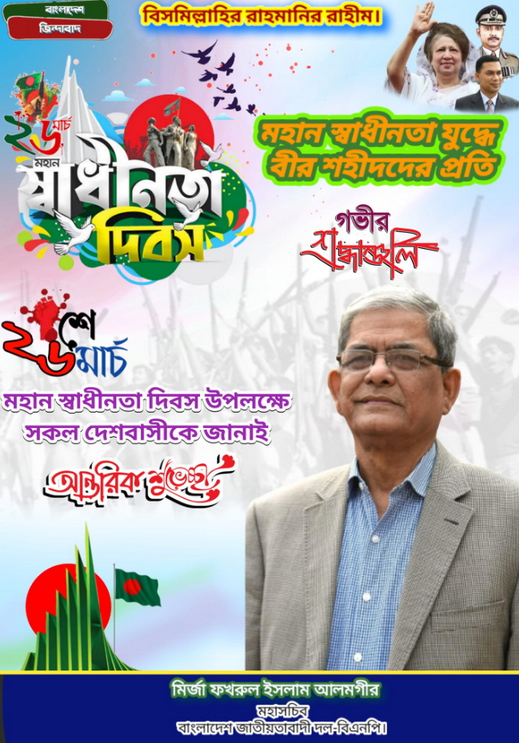 বাংলাদেশ
জিন্দাবাদ
বিসমিল্লাহির রাহমানির রাহীম।
২৬ মার্চ
মহান
স্বাধীনতা
দিবস
মহান স্বাধীনতা যুদ্ধে
বীর শহীদদের প্রতি
গভীর
শ্রদ্ধাঞ্জলি
২৬শে
মার্চ
মহান স্বাধীনতা দিবস উপলক্ষে
সকল দেশবাসীকে জানাই
আন্তরিক শুভেচ্ছা
মির্জা ফখরুল ইসলাম আলমগীর
মহাসচিব
বাংলাদেশ জাতীয়তাবাদী দল-বিএনপি।